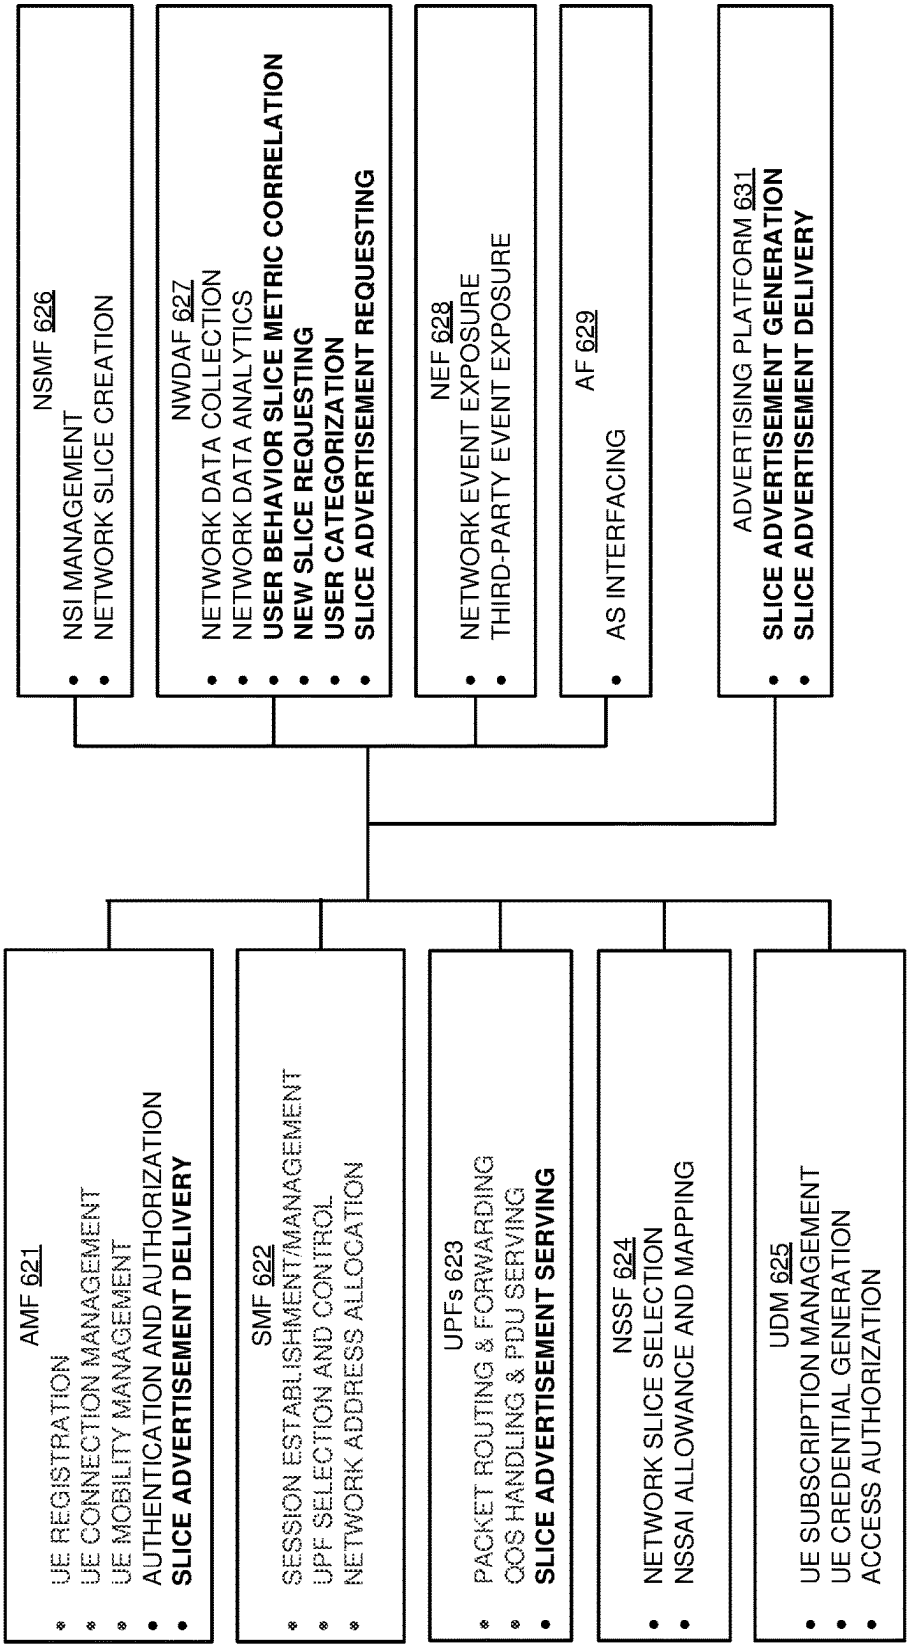 AMF 621
• UE REGISTRATION
• UE CONNECTION MANAGEMENT
• UE MOBILITY MANAGEMENT
• AUTHENTICATION AND AUTHORIZATION
• SLICE ADVERTISEMENT DELIVERY
SMF 622
• SESSION ESTABLISHMENT/MANAGEMENT
• UPF SELECTION AND CONTROL
• NETWORK ADDRESS ALLOCATION
UPFs 623
• PACKET ROUTING & FORWARDING
• QOS HANDLING & PDU SERVING
• SLICE ADVERTISEMENT SERVING
NSSF 624
• NETWORK SLICE SELECTION
• NSSAI ALLOWANCE AND MAPPING
UDM 625
• UE SUBSCRIPTION MANAGEMENT
• UE CREDENTIAL GENERATION
• ACCESS AUTHORIZATION
NSMF 626
• NSI MANAGEMENT
• NETWORK SLICE CREATION
NWDAF 627
• NETWORK DATA COLLECTION
• NETWORK DATA ANALYTICS
• USER BEHAVIOR SLICE METRIC CORRELATION
• NEW SLICE REQUESTING
• USER CATEGORIZATION
• SLICE ADVERTISEMENT REQUESTING
NEF 628
• NETWORK EVENT EXPOSURE
• THIRD-PARTY EVENT EXPOSURE
AF 629
• AS INTERFACING
ADVERTISING PLATFORM 631
• SLICE ADVERTISEMENT GENERATION
• SLICE ADVERTISEMENT DELIVERY